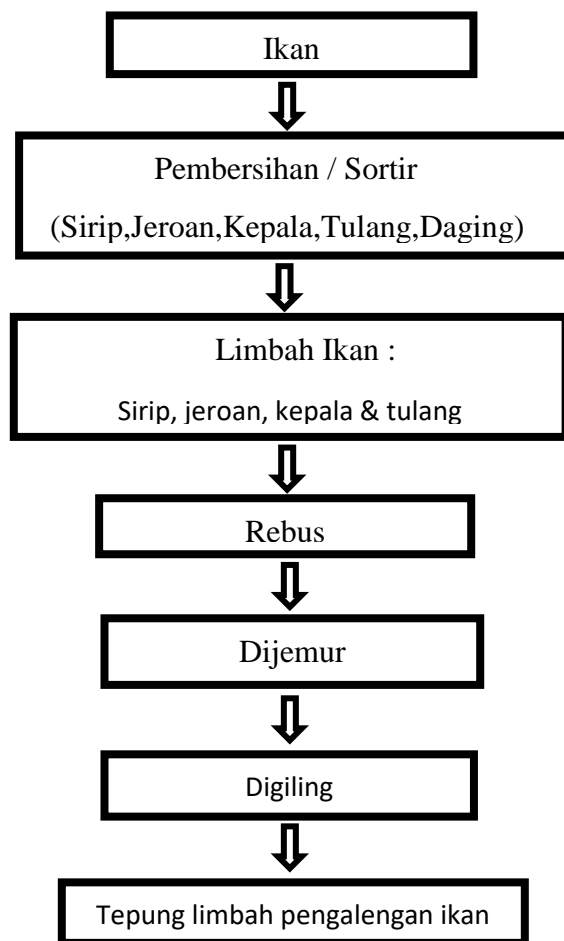 Ikan
Pembersihan / Sortir
(Sirip,Jeroan,Kepala,Tulang,Daging)
Limbah Ikan :
Sirip, jeroan, kepala & tulang
Rebus
Dijemur
Digiling
Tepung limbah pengalengan ikan